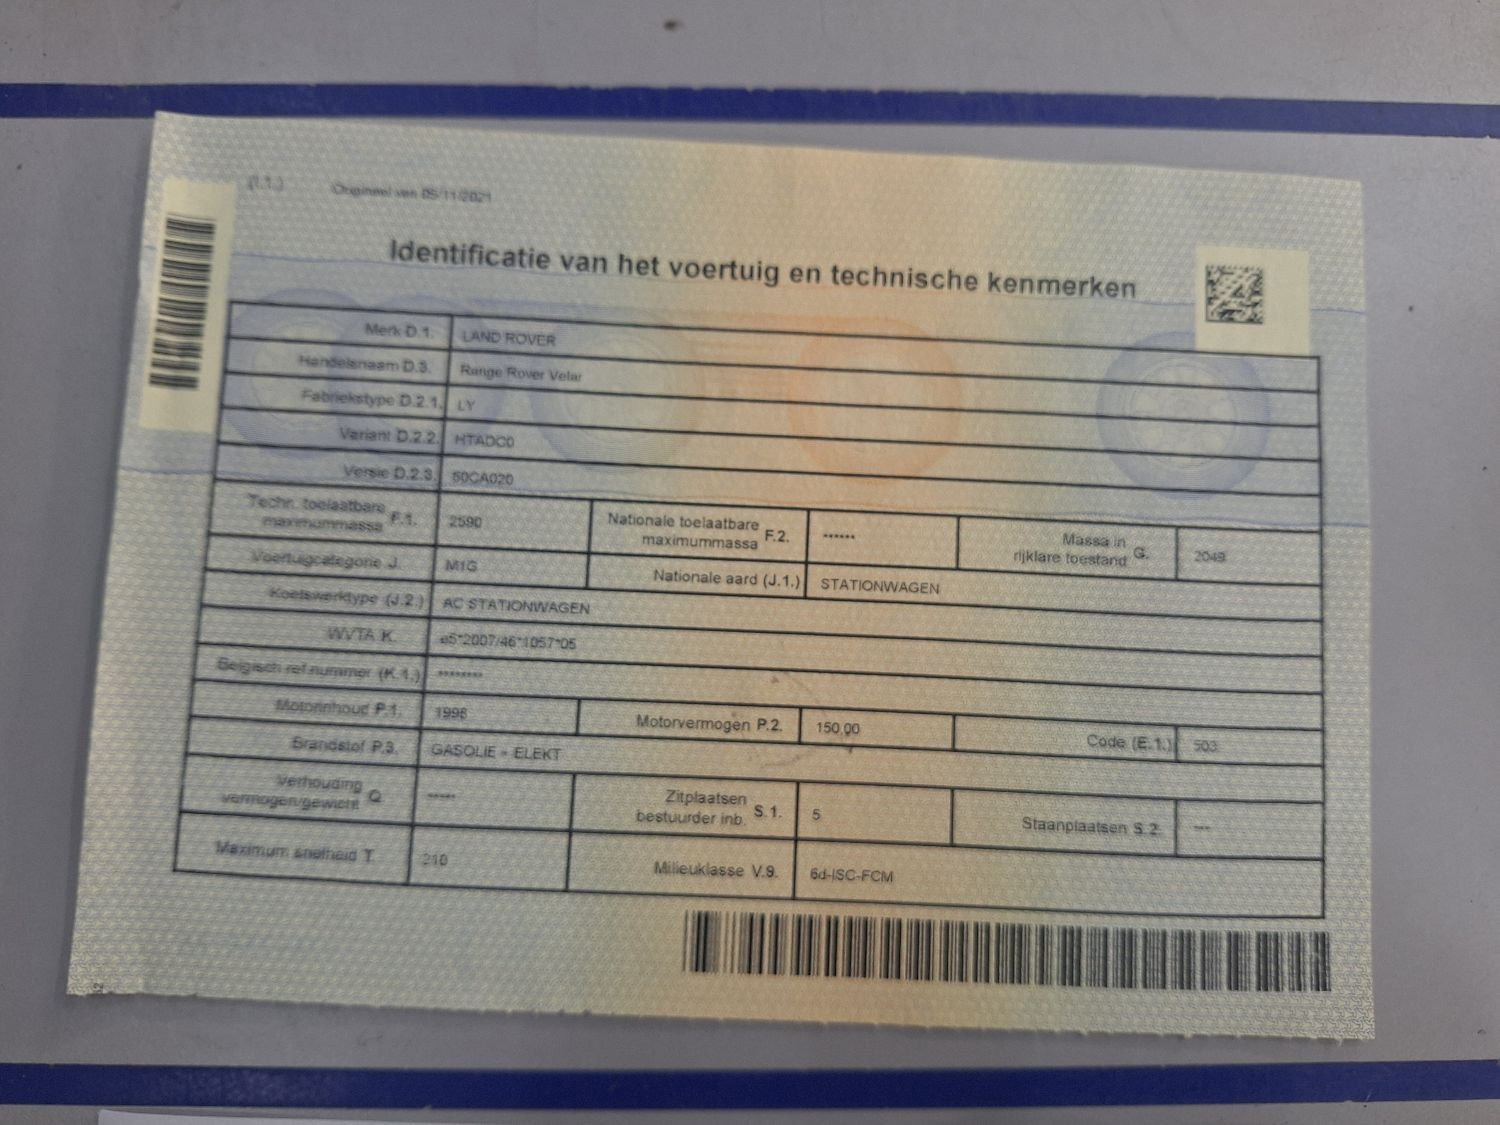 (I.1.) Origineel van 05/11/2021
Identificatie van het voertuig en technische kenmerken
Merk D.1. LAND ROVER
Handelsnaam D.3. Range Rover Velar
Fabriekstype D.2.1. LY
Variant D.2.2. HTADC0
Versie D.2.3. 50CA020
Techn. toelaatbare maximummassa F.1. 2590 Nationale toelaatbare maximummassa F.2. ****** Massa in rijklare toestand G. 2049
Voertuigcategorie J. M1G Nationale aard (J.1.) STATIONWAGEN
Koetswerktype (J.2.) AC STATIONWAGEN
WVTA K. e5*2007/46*1057*05
Belgisch ref.nummer (K.1.) ********
Motorinhoud P.1. 1998 Motorvermogen P.2. 150,00 Code (E.1.) 503
Brandstof P.3. GASOLIE - ELEKT
Verhouding vermogen/gewicht Q ***** Zitplaatsen bestuurder inb. S.1. 5 Staanplaatsen S.2. ***
Maximum snelheid T. 210 Milieuklasse V.9. 6d-ISC-FCM